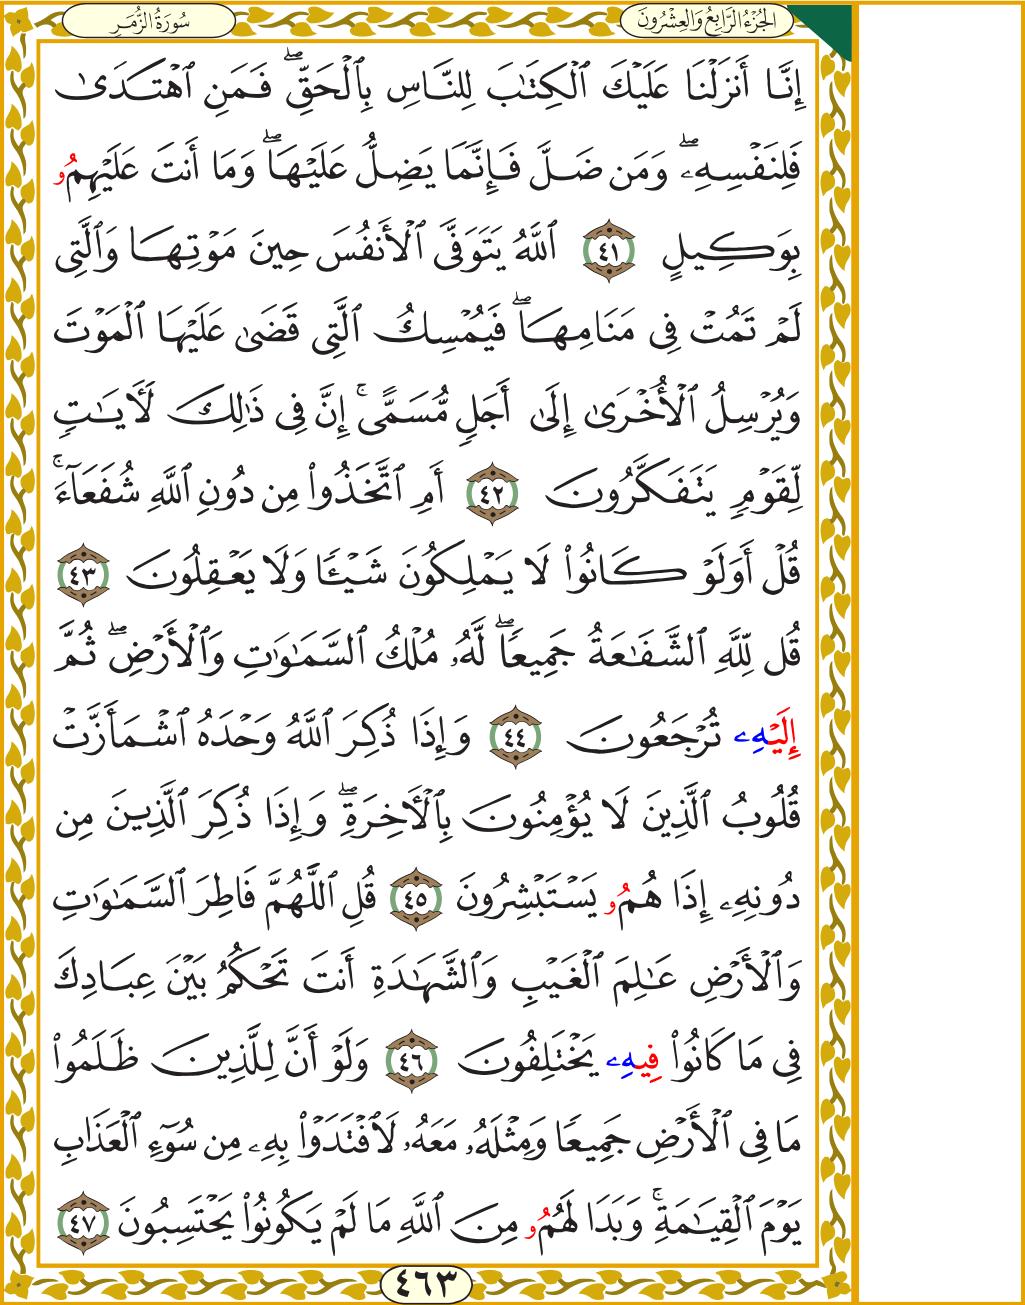 الجُزْءُ الرَّابِعُ وَالعِشْرُونَ
سُورَةُ الزُّمَرِ
إِنَّا أَنزَلْنَا عَلَيْكَ ٱلْكِتَٰبَ لِلنَّاسِ بِٱلْحَقِّۖ فَمَنِ ٱهْتَدَىٰ
فَلِنَفْسِهِۦۖ وَمَن ضَلَّ فَإِنَّمَا يَضِلُّ عَلَيْهَاۖ وَمَا أَنتَ عَلَيْهِمُۥ
بِوَكِيلٍ ٤١ ٱللَّهُ يَتَوَفَّى ٱلْأَنفُسَ حِينَ مَوْتِهَا وَٱلَّتِى
لَمْ تَمُتْ فِى مَنَامِهَاۖ فَيُمْسِكُ ٱلَّتِى قَضَىٰ عَلَيْهَا ٱلْمَوْتَ
وَيُرْسِلُ ٱلْأُخْرَىٰ إِلَىٰ أَجَلٍ مُّسَمًّىۚ إِنَّ فِى ذَٰلِكَ لَأٓيَٰتٍ
لِّقَوْمٍ يَتَفَكَّرُونَ ٤٢ أَمِ ٱتَّخَذُوا۟ مِن دُونِ ٱللَّهِ شُفَعَآءَۚ
قُلْ أَوَلَوْ كَانُوا۟ لَا يَمْلِكُونَ شَيْـًٔا وَلَا يَعْقِلُونَ ٤٣
قُل لِّلَّهِ ٱلشَّفَٰعَةُ جَمِيعًاۖ لَّهُۥ مُلْكُ ٱلسَّمَٰوَٰتِ وَٱلْأَرْضِۖ ثُمَّ
إِلَيْهِۦ تُرْجَعُونَ ٤٤ وَإِذَا ذُكِرَ ٱللَّهُ وَحْدَهُ ٱشْمَأَزَّتْ
قُلُوبُ ٱلَّذِينَ لَا يُؤْمِنُونَ بِٱلْأَخِرَةِۖ وَإِذَا ذُكِرَ ٱلَّذِينَ مِن
دُونِهِۦ إِذَا هُمُۥ يَسْتَبْشِرُونَ ٤٥ قُلِ ٱللَّهُمَّ فَاطِرَ ٱلسَّمَٰوَٰتِ
وَٱلْأَرْضِ عَٰلِمَ ٱلْغَيْبِ وَٱلشَّهَٰدَةِ أَنتَ تَحْكُمُ بَيْنَ عِبَادِكَ
فِى مَا كَانُوا۟ فِيهِۦ يَخْتَلِفُونَ ٤٦ وَلَوْ أَنَّ لِلَّذِينَ ظَلَمُوا۟
مَا فِى ٱلْأَرْضِ جَمِيعًا وَمِثْلَهُۥ مَعَهُۥ لَٱفْتَدَوْا۟ بِهِۦ مِن سُوٓءِ ٱلْعَذَابِ
يَوْمَ ٱلْقِيَٰمَةِۚ وَبَدَا لَهُمُۥ مِنَ ٱللَّهِ مَا لَمْ يَكُونُوا۟ يَحْتَسِبُونَ ٤٧
٤٦٣